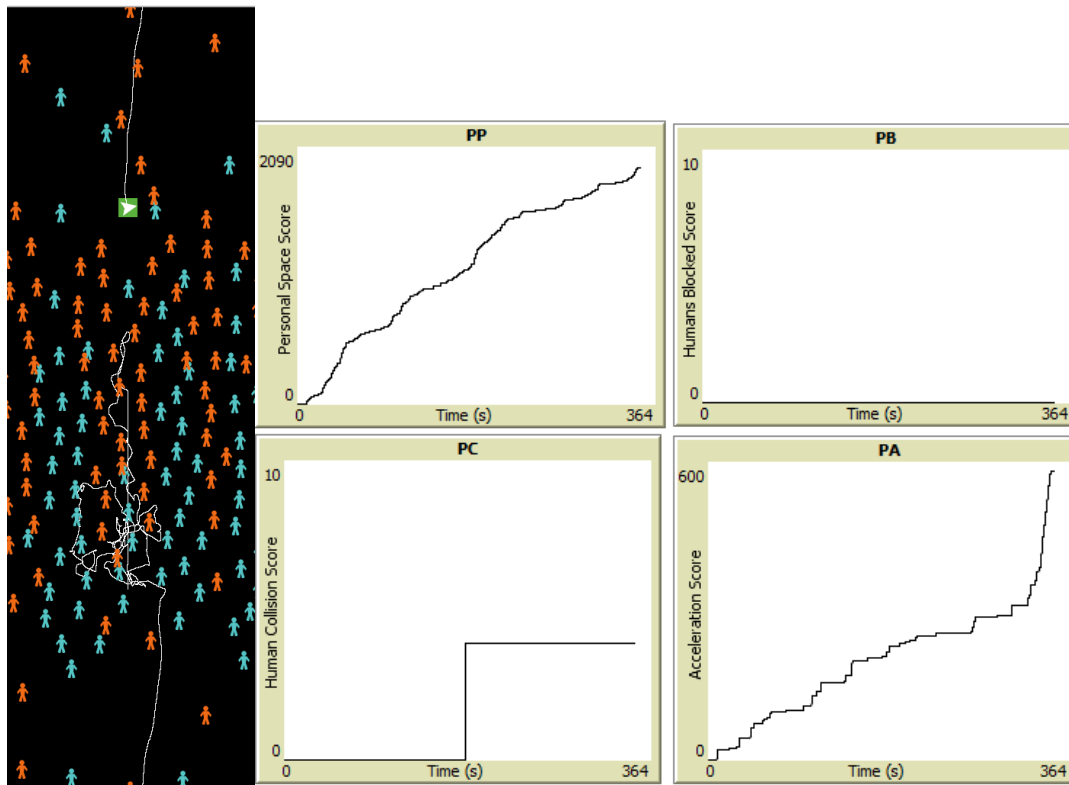 PP
2090
Personal Space Score
0
0
Time (s)
364
PB
10
Humans Blocked Score
0
0
Time (s)
364
PC
10
Human Collision Score
0
0
Time (s)
364
PA
600
Acceleration Score
0
0
Time (s)
364